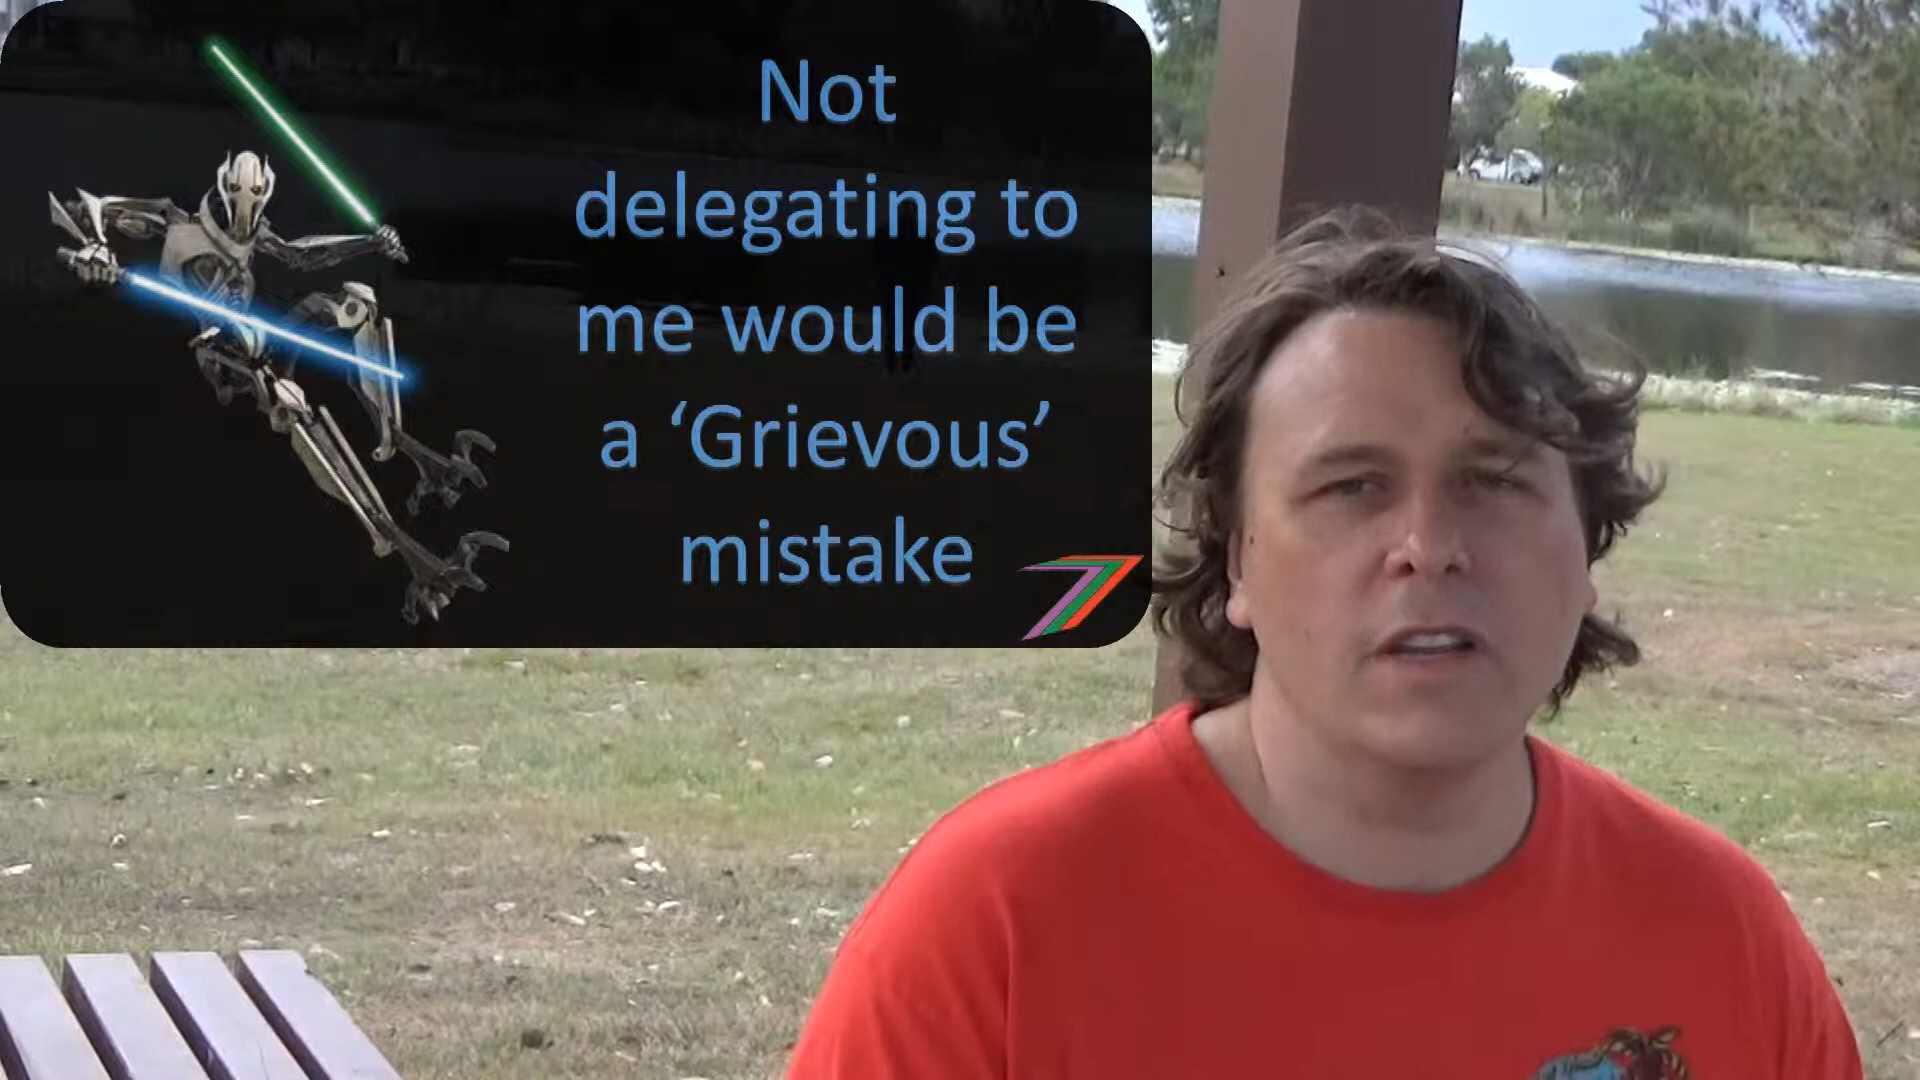 Not
delegating to
me would be
a ‘Grievous’
mistake